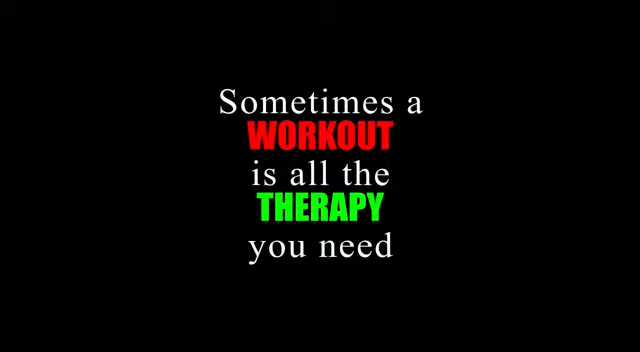 Sometimes a
WORKOUT
is all the
THERAPY
you need